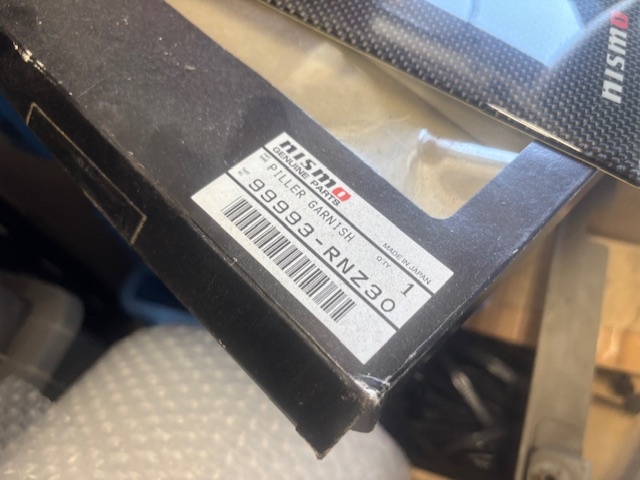 nismo
nismo
GENUINE PARTS
PILLER GARNISH
MADE IN JAPAN
Q'TY
1
99993-RNZ30